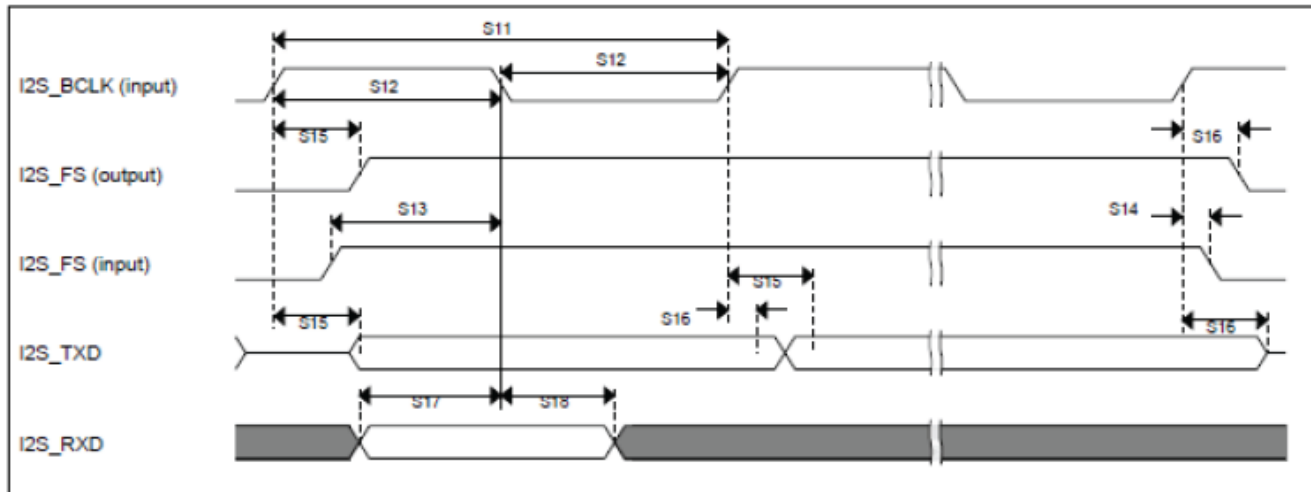 S11
S12
I2S_BCLK (input)
S12
S15
S16
I2S_FS (output)
S13
S14
I2S_FS (input)
S15
S15
S16
S16
I2S_TXD
S17
S18
I2S_RXD